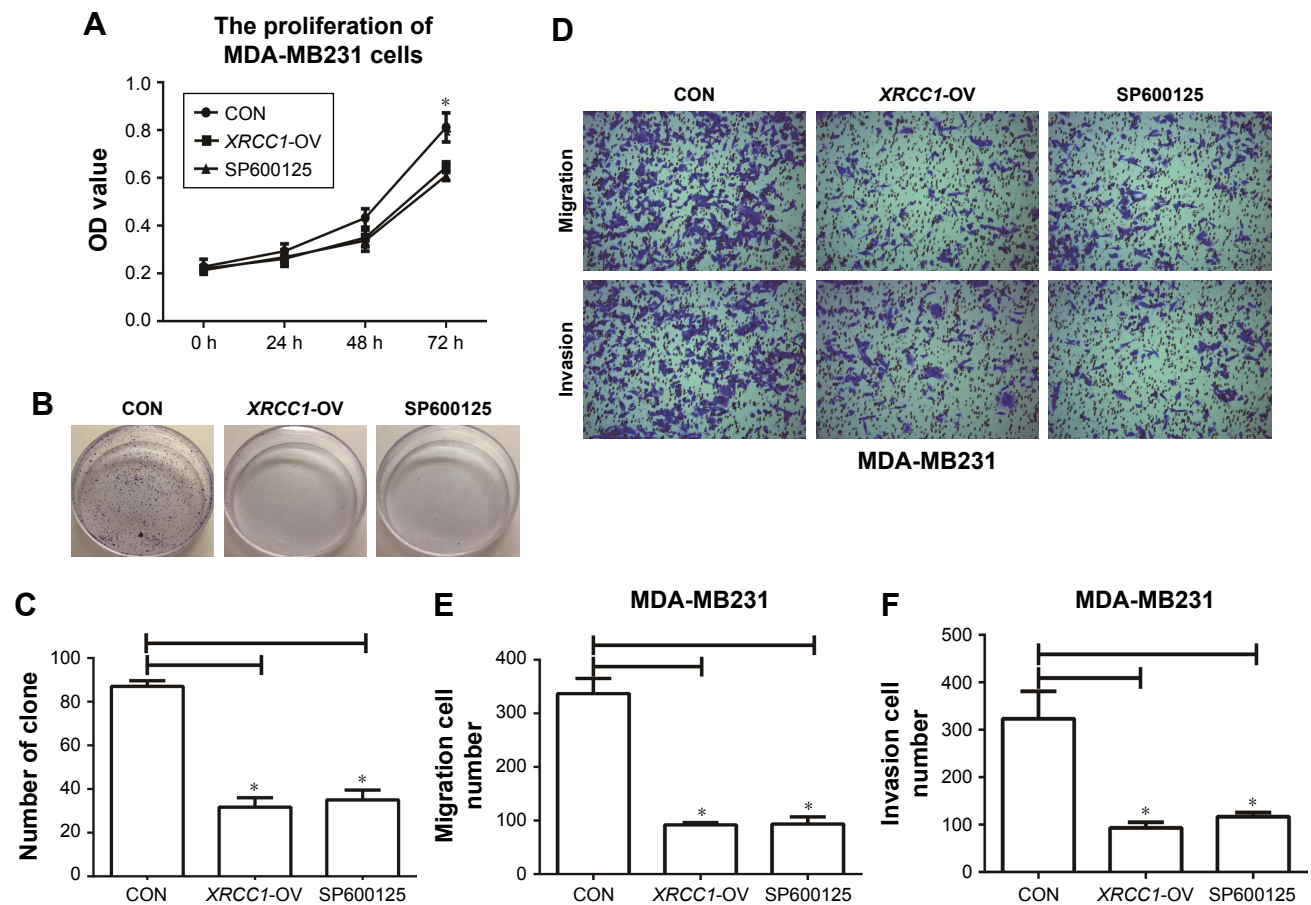 A
The proliferation of
MDA-MB231 cells
OD value
1.0
0.8
0.6
0.4
0.2
0.0
CON
XRCC1-OV
SP600125
*
0 h 24 h 48 h 72 h
B
CON XRCC1-OV SP600125
C
Number of clone
100
80
60
40
20
0
* *
CON XRCC1-OV SP600125
D
CON XRCC1-OV SP600125
Migration
Invasion
MDA-MB231
E
MDA-MB231
Migration cell
number
400
300
200
100
0
* *
CON XRCC1-OV SP600125
F
MDA-MB231
Invasion cell
number
500
400
300
200
100
0
* *
CON XRCC1-OV SP600125